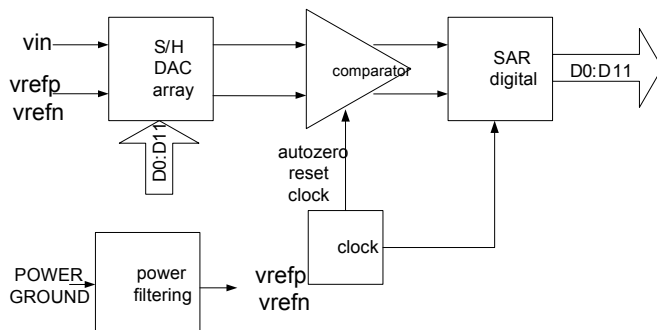 vin
vrefp
vrefn
S/H
DAC
array
D0:D11
comparator
SAR
digital
D0:D11
autozero
reset
clock
clock
POWER
GROUND
power
filtering
vrefp
vrefn